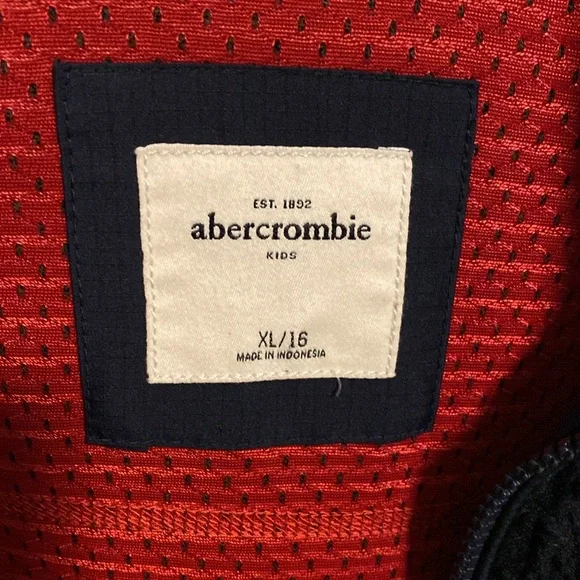 EST. 1892
abercrombie
KIDS
XL/16
MADE IN INDONESIA